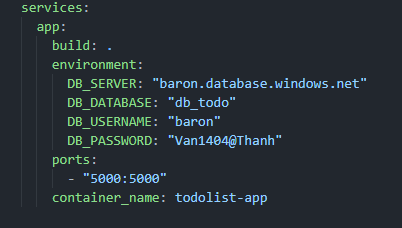 services:
  app:
    build: .
    environment:
      DB_SERVER: "baron.database.windows.net"
      DB_DATABASE: "db_todo"
      DB_USERNAME: "baron"
      DB_PASSWORD: "Van1404@Thanh"
    ports:
      - "5000:5000"
    container_name: todolist-app